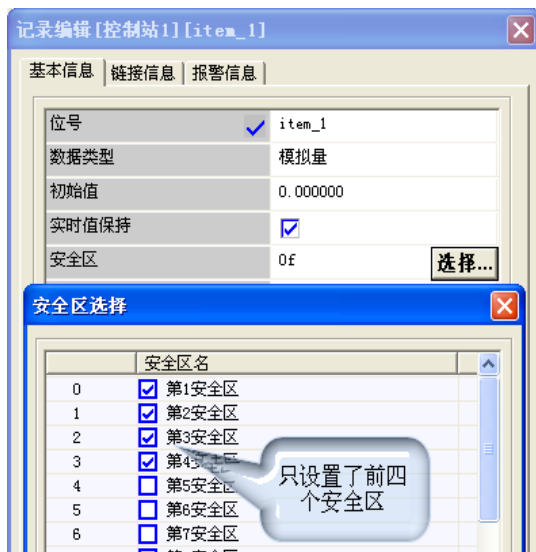 记录编辑[控制站1][item_1]
基本信息 链接信息 报警信息
位号 item_1
数据类型 模拟量
初始值 0.000000
实时值保持
安全区 0f 选择...
安全区选择
安全区名
0 第1安全区
1 第2安全区
2 第3安全区
3 第4安全区
4 第5安全区
5 第6安全区
6 第7安全区
只设置了前四
个安全区